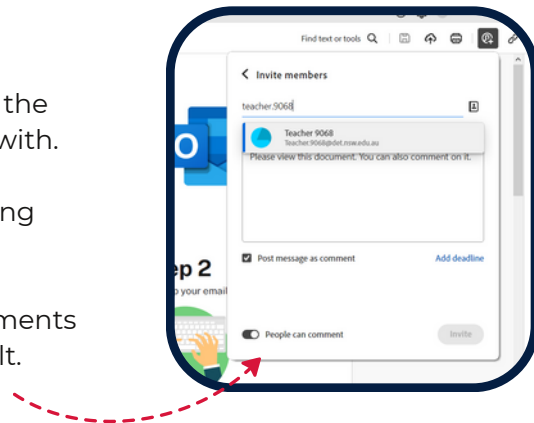 the
with.
ng
ments
lt.
Find text or tools
Invite members
teacher.9068
Teacher 9068
Teacher.9068@det.nsw.edu.au
Please view this document. You can also comment on it.
Post message as comment Add deadline
People can comment Invite
O
ep 2
p your email